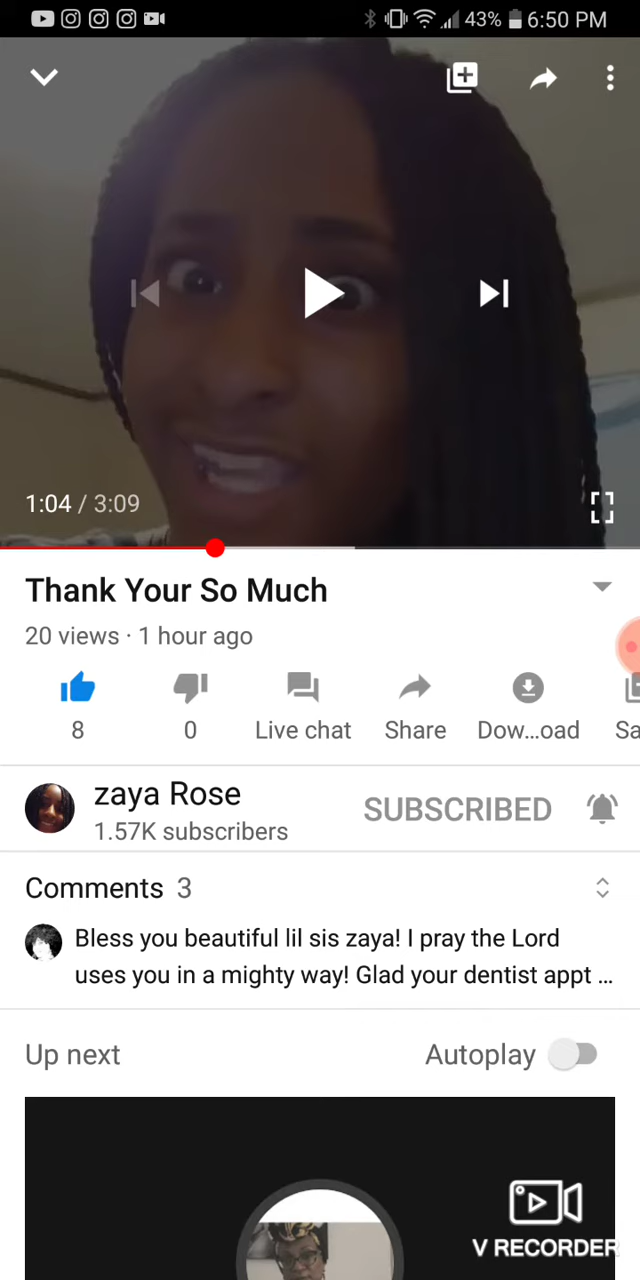 43% 6:50 PM
1:04 / 3:09
Thank Your So Much
20 views · 1 hour ago
8 0 Live chat Share Dow...oad Sa
zaya Rose
SUBSCRIBED
1.57K subscribers
Comments 3
Bless you beautiful lil sis zaya! I pray the Lord
uses you in a mighty way! Glad your dentist appt ...
Up next Autoplay
V RECORDER